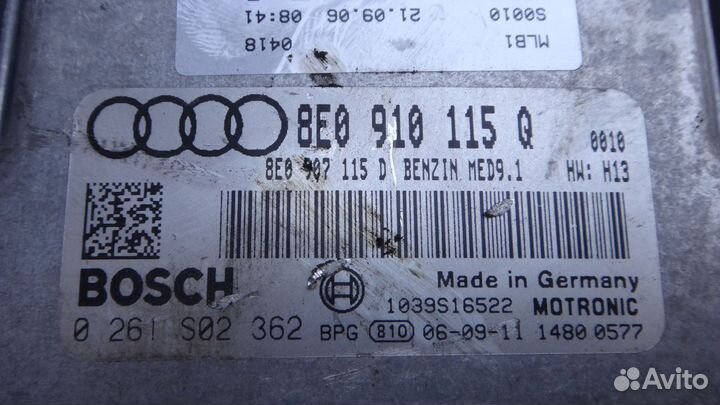 MLB1 0418
S0010 21.09.06 08:41
8E0 910 115 Q 0010
8E0 907 115 D BENZIN MED9.1 HW: H13
BOSCH
Made in Germany
1039S16522 MOTRONIC
0 261 S02 362 BPG 810 06-09-11 1480 0577
Avito